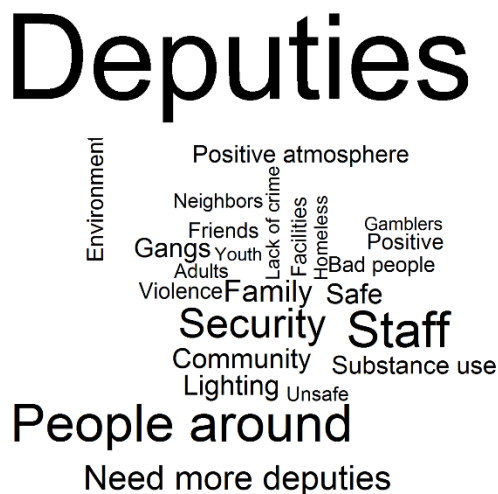 Deputies
Environment
Positive atmosphere
Neighbors
Lack of crime
Facilities
Homeless
Friends
Gamblers
Gangs
Youth
Positive
Adults
Bad people
Violence
Family
Safe
Security
Staff
Community
Substance use
Lighting
Unsafe
People around
Need more deputies